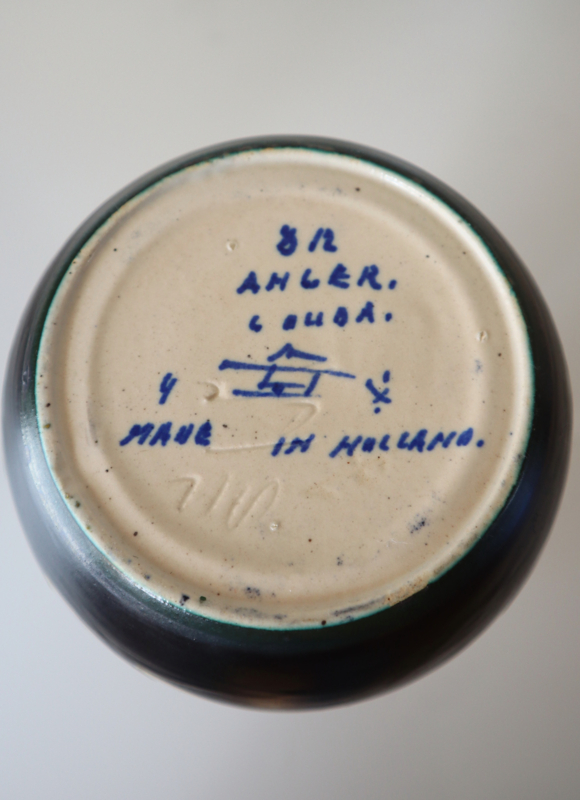 812
AHLER.
GOUDA.
4
MADE IN HOLLAND.